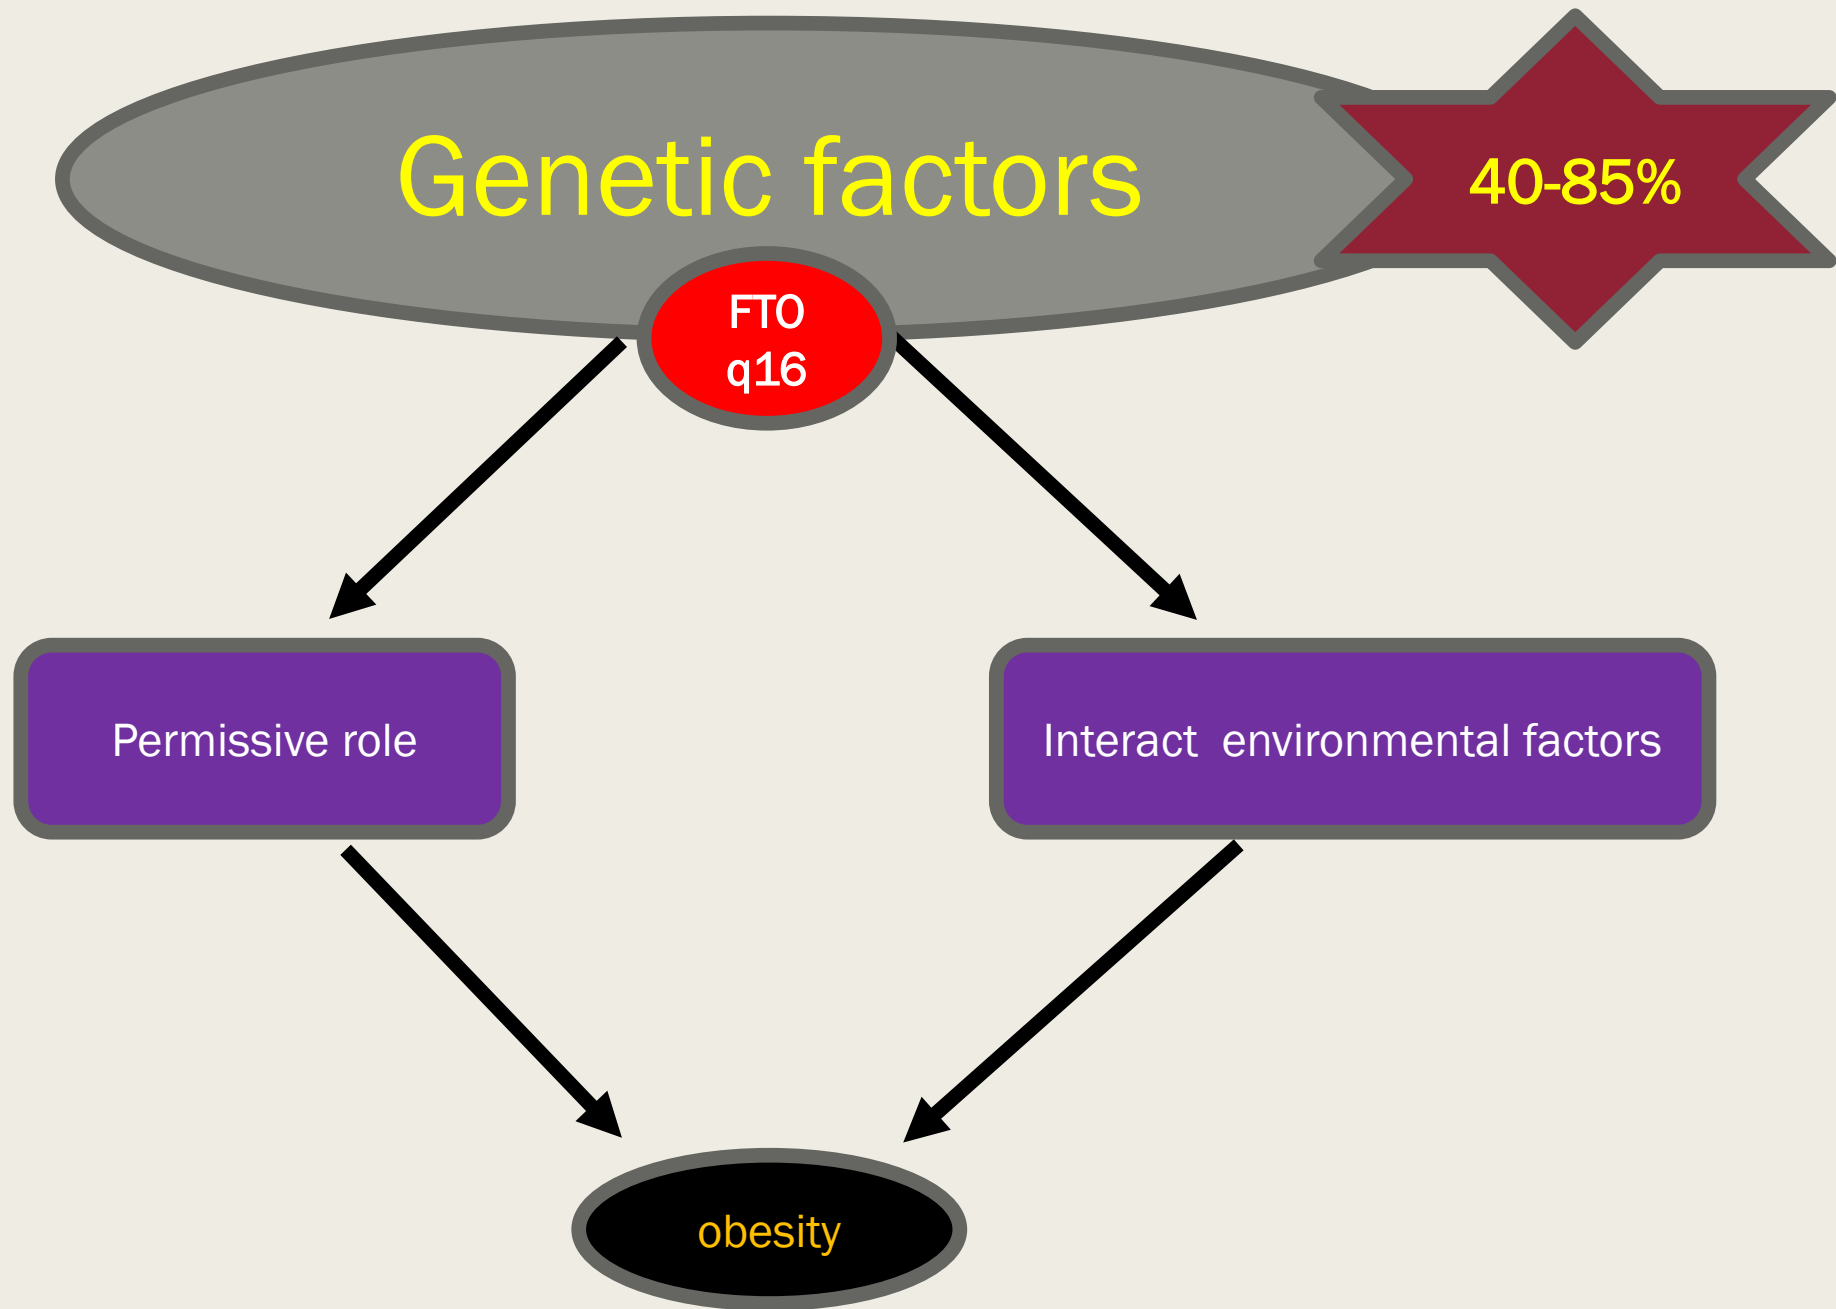 Genetic factors
40-85%
FTO
q16
Permissive role
Interact  environmental factors
obesity